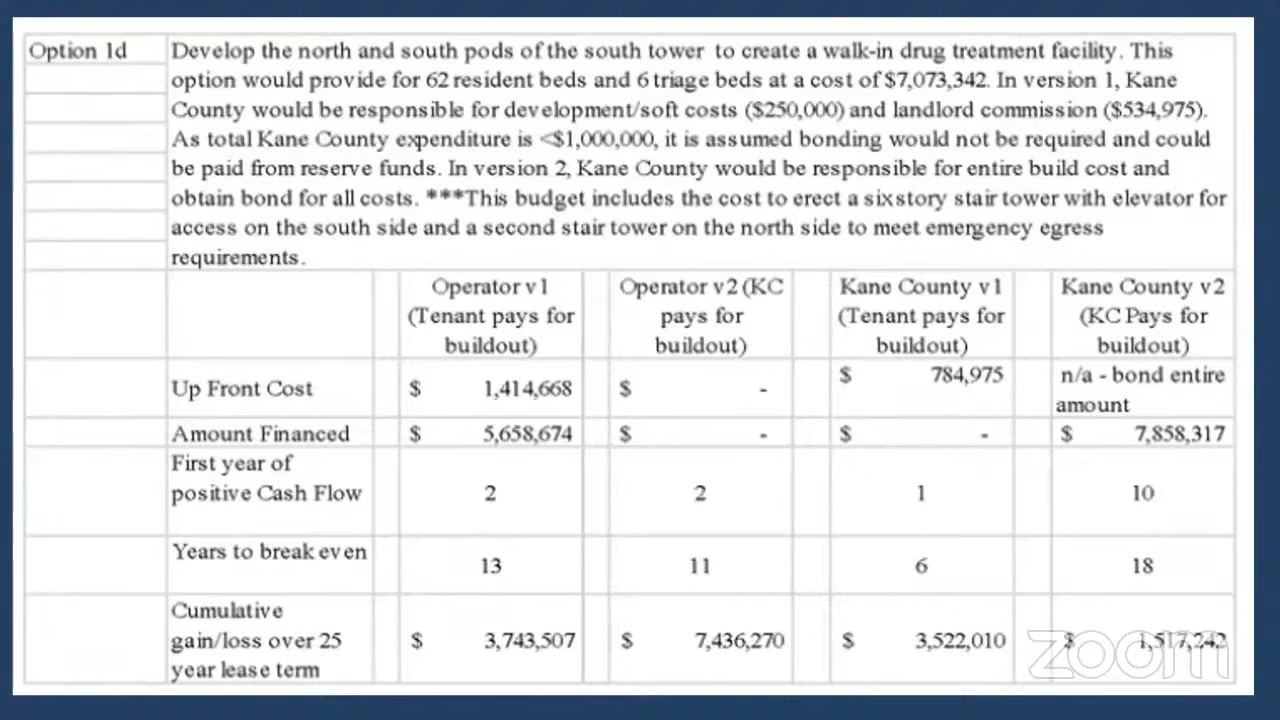 Option 1d
Develop the north and south pods of the south tower to create a walk-in drug treatment facility. This
option would provide for 62 resident beds and 6 triage beds at a cost of $7,073,342. In version 1, Kane
County would be responsible for development/soft costs ($250,000) and landlord commission ($534,975).
As total Kane County expenditure is <$1,000,000, it is assumed bonding would not be required and could
be paid from reserve funds. In version 2, Kane County would be responsible for entire build cost and
obtain bond for all costs. ***This budget includes the cost to erect a six story stair tower with elevator for
access on the south side and a second stair tower on the north side to meet emergency egress
requirements.
Operator v1 (Tenant pays for buildout) Operator v2 (KC pays for buildout) Kane County v1 (Tenant pays for buildout) Kane County v2 (KC Pays for buildout)
Up Front Cost $ 1,414,668 $ - $ 784,975 n/a - bond entire amount
Amount Financed $ 5,658,674 $ - $ - $ 7,858,317
First year of
positive Cash Flow 2 2 1 10
Years to break even 13 11 6 18
Cumulative
gain/loss over 25 $ 3,743,507 $ 7,436,270 $ 3,522,010 $ 1,517,242
year lease term
zoom